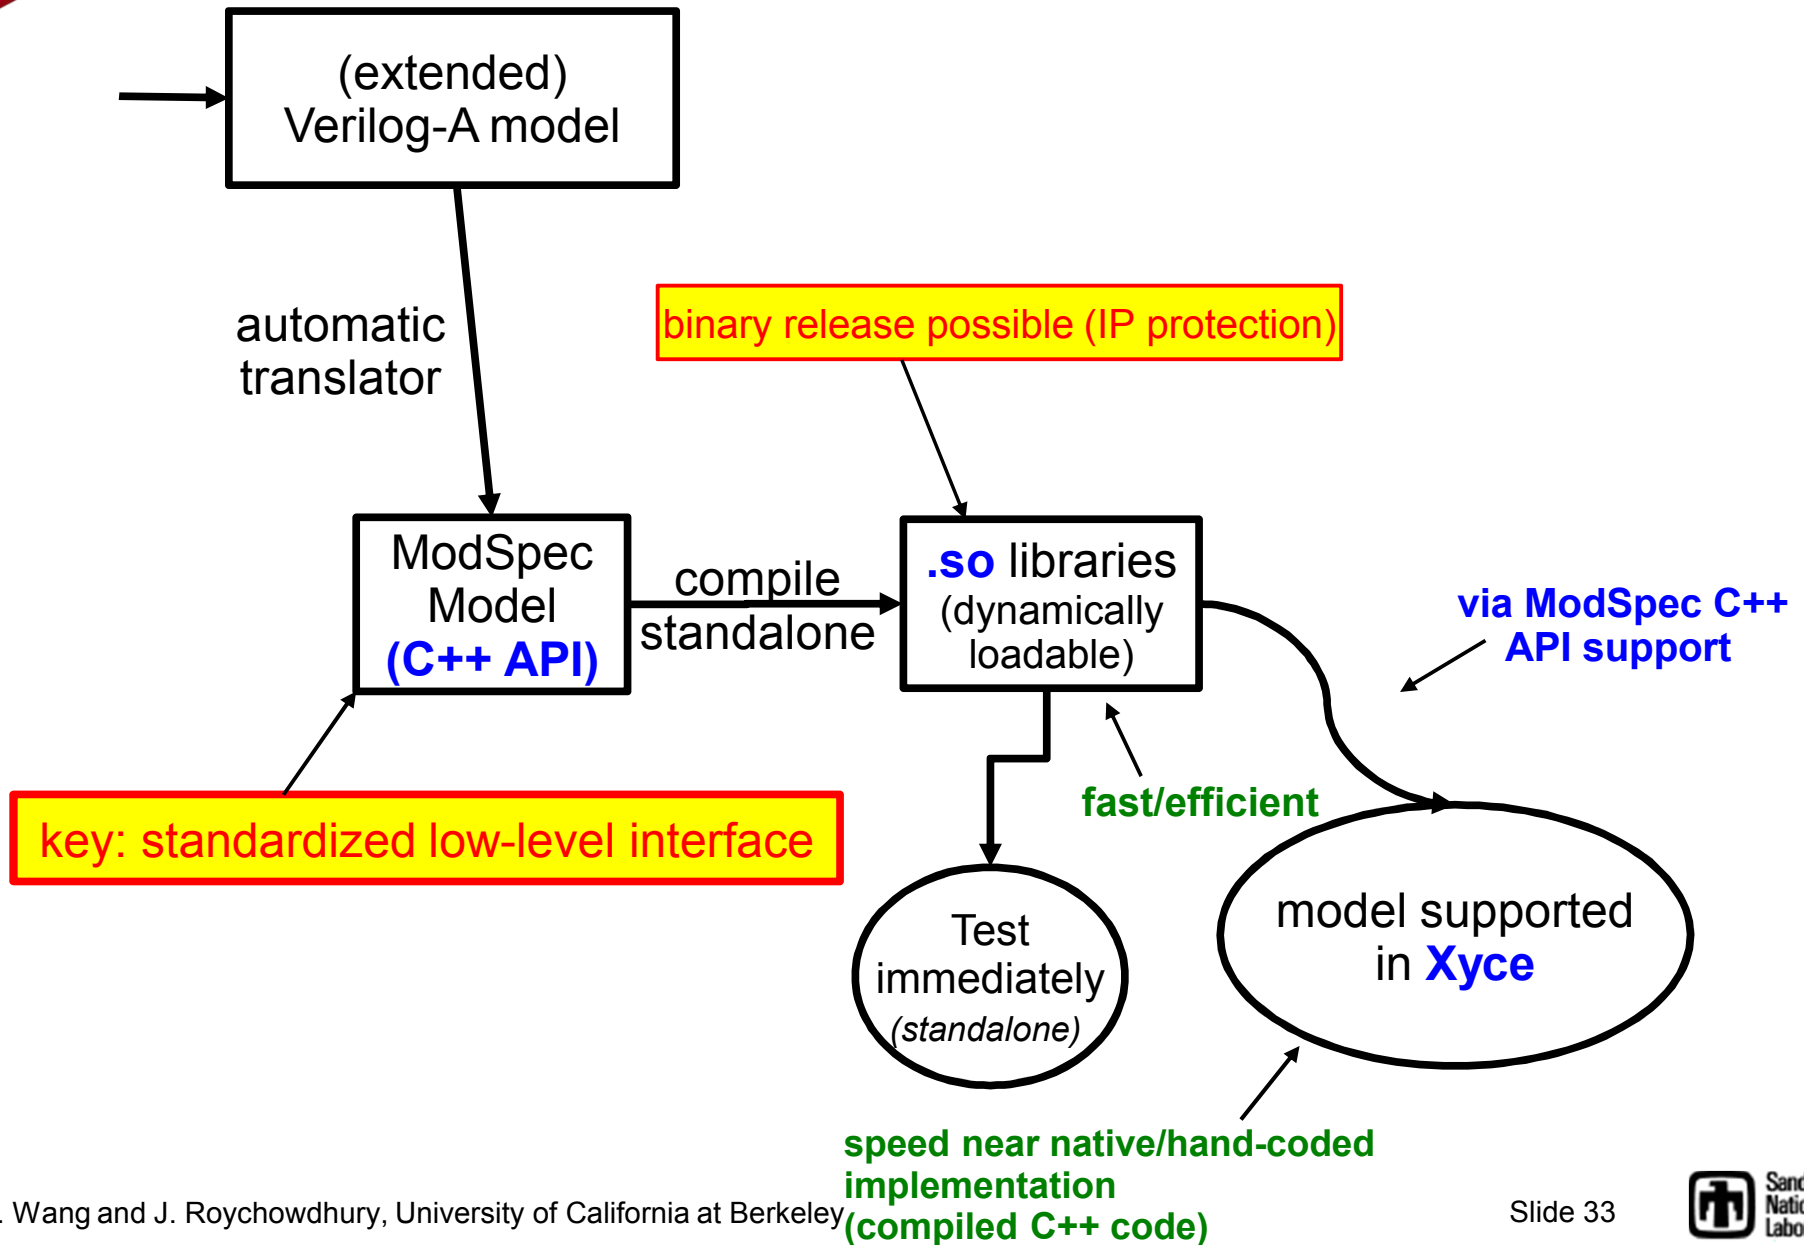 (extended)
Verilog-A model
automatic
translator
binary release possible (IP protection)
ModSpec
Model
(C++ API)
compile
standalone
.so libraries
(dynamically
loadable)
via ModSpec C++
API support
key: standardized low-level interface
fast/efficient
Test
immediately
(standalone)
model supported
in Xyce
speed near native/hand-coded
implementation
(compiled C++ code)
. Wang and J. Roychowdhury, University of California at Berkeley
Slide 33